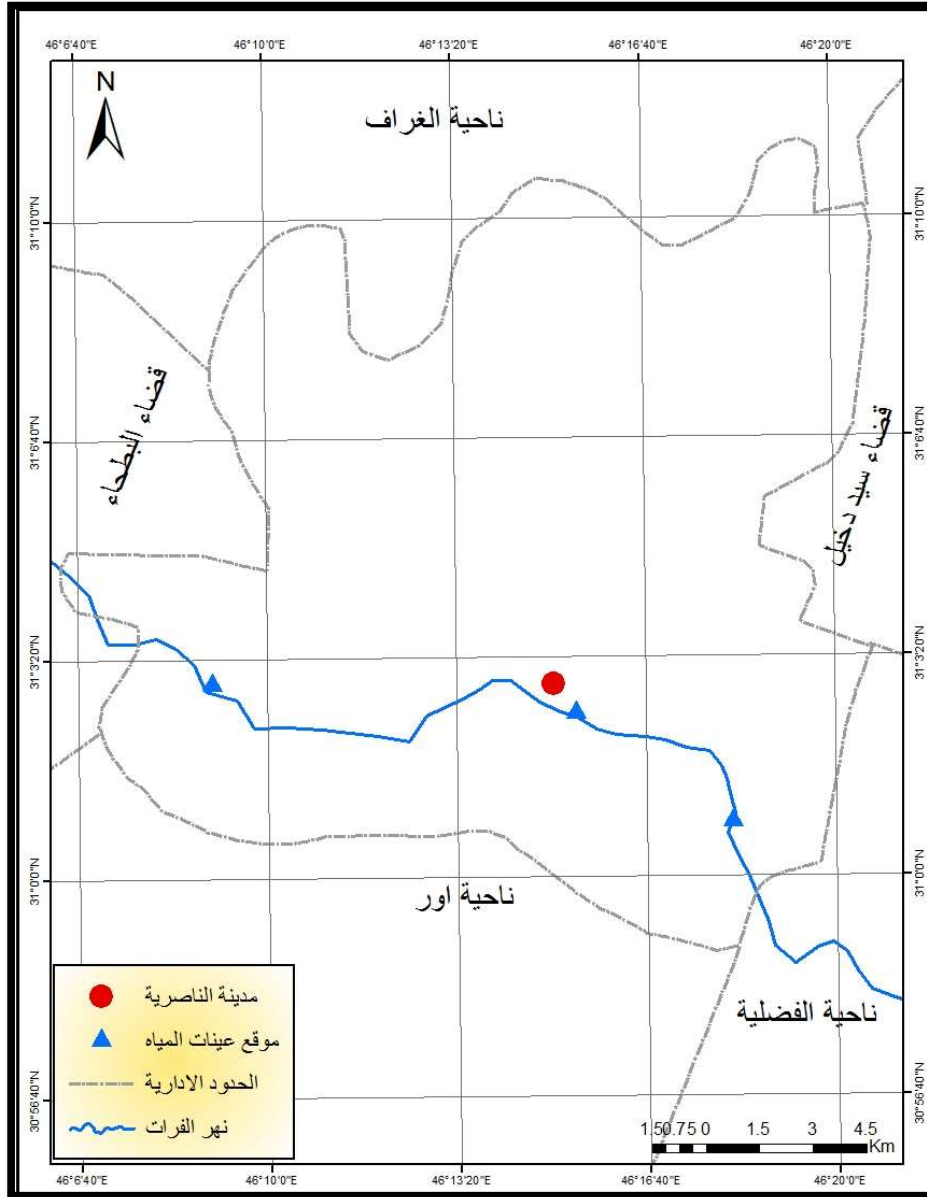 46°6'40"E 46°10'0"E 46°13'20"E 46°16'40"E 46°20'0"E
N
ناحية الغراف
31°10'0"N 31°10'0"N
قضاء البطحاء
قضاء سيد دخيل
31°6'40"N 31°6'40"N
31°3'20"N 31°3'20"N
31°0'0"N 31°0'0"N
ناحية اور
ناحية الفضلية
مدينة الناصرية
موقع عينات المياه
الحدود الادارية
نهر الفرات
30°56'40"N 30°56'40"N
1.5 0.75 0 1.5 3 4.5
Km
46°6'40"E 46°10'0"E 46°13'20"E 46°16'40"E 46°20'0"E